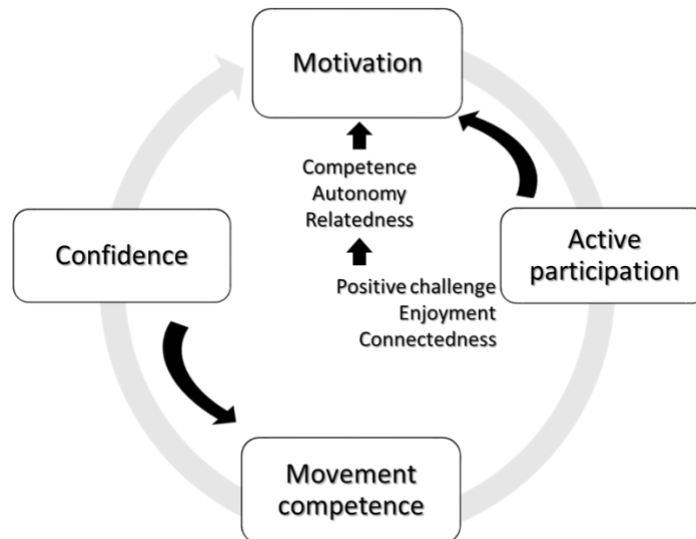 Motivation
Competence
Autonomy
Relatedness
Confidence
Active
participation
Positive challenge
Enjoyment
Connectedness
Movement
competence